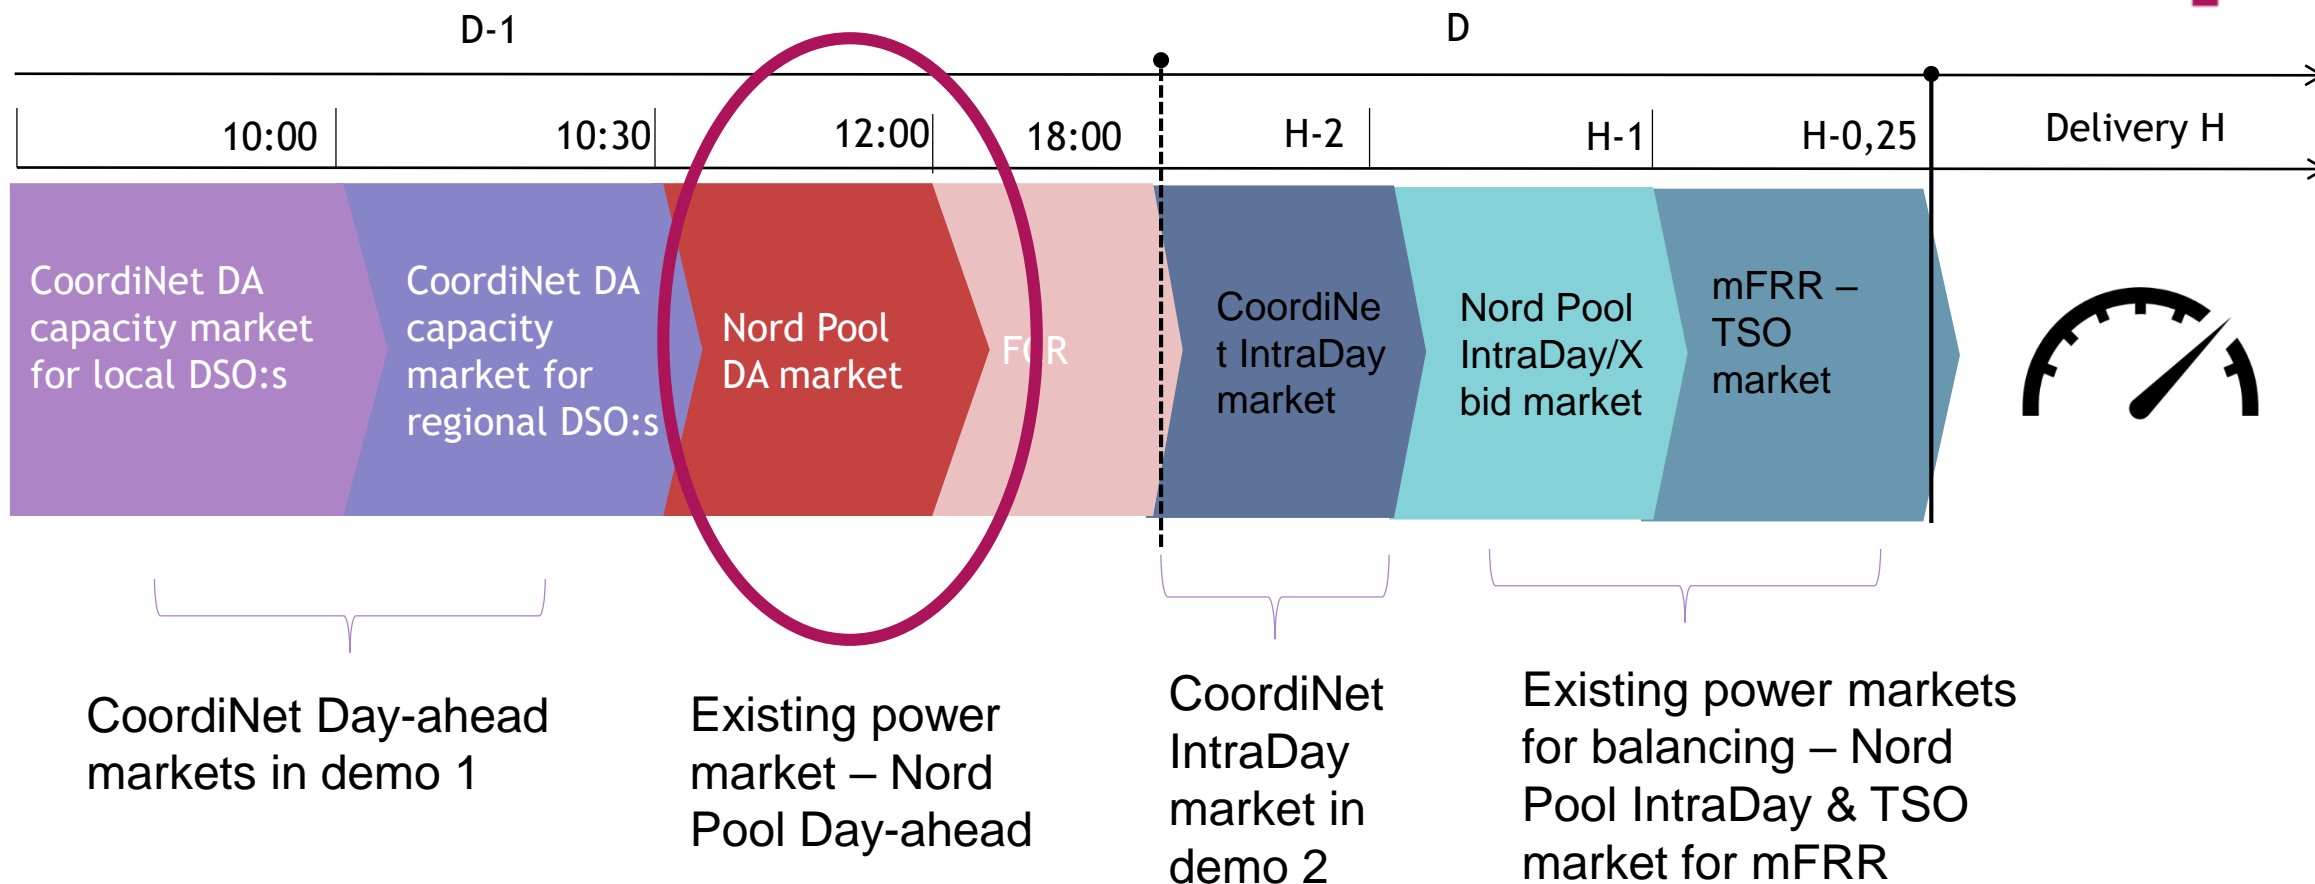 D-1
D
10:00
10:30
12:00
18:00
H-2
H-1
H-0,25
Delivery H
CoordiNet DA
capacity market
for local DSO:s
CoordiNet DA
capacity
market for
regional DSO:s
Nord Pool
DA market
FCR
CoordiNe
t IntraDay
market
Nord Pool
IntraDay/X
bid market
mFRR –
TSO
market
CoordiNet Day-ahead
markets in demo 1
Existing power
market – Nord
Pool Day-ahead
CoordiNet
IntraDay
market in
demo 2
Existing power markets
for balancing – Nord
Pool IntraDay & TSO
market for mFRR